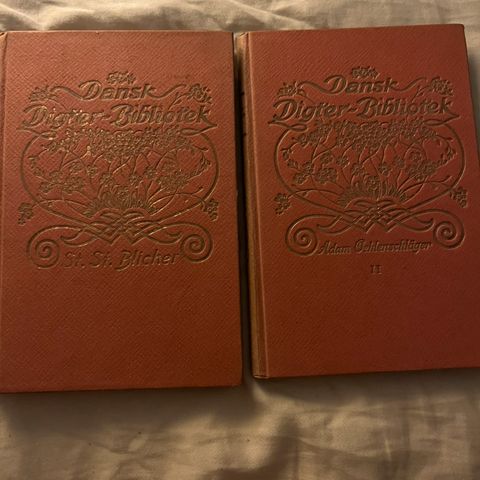 Dansk
Digter-Bibliotek
St. St. Blicher
Dansk
Digter-Bibliotek
Adam Oehlenschläger
II